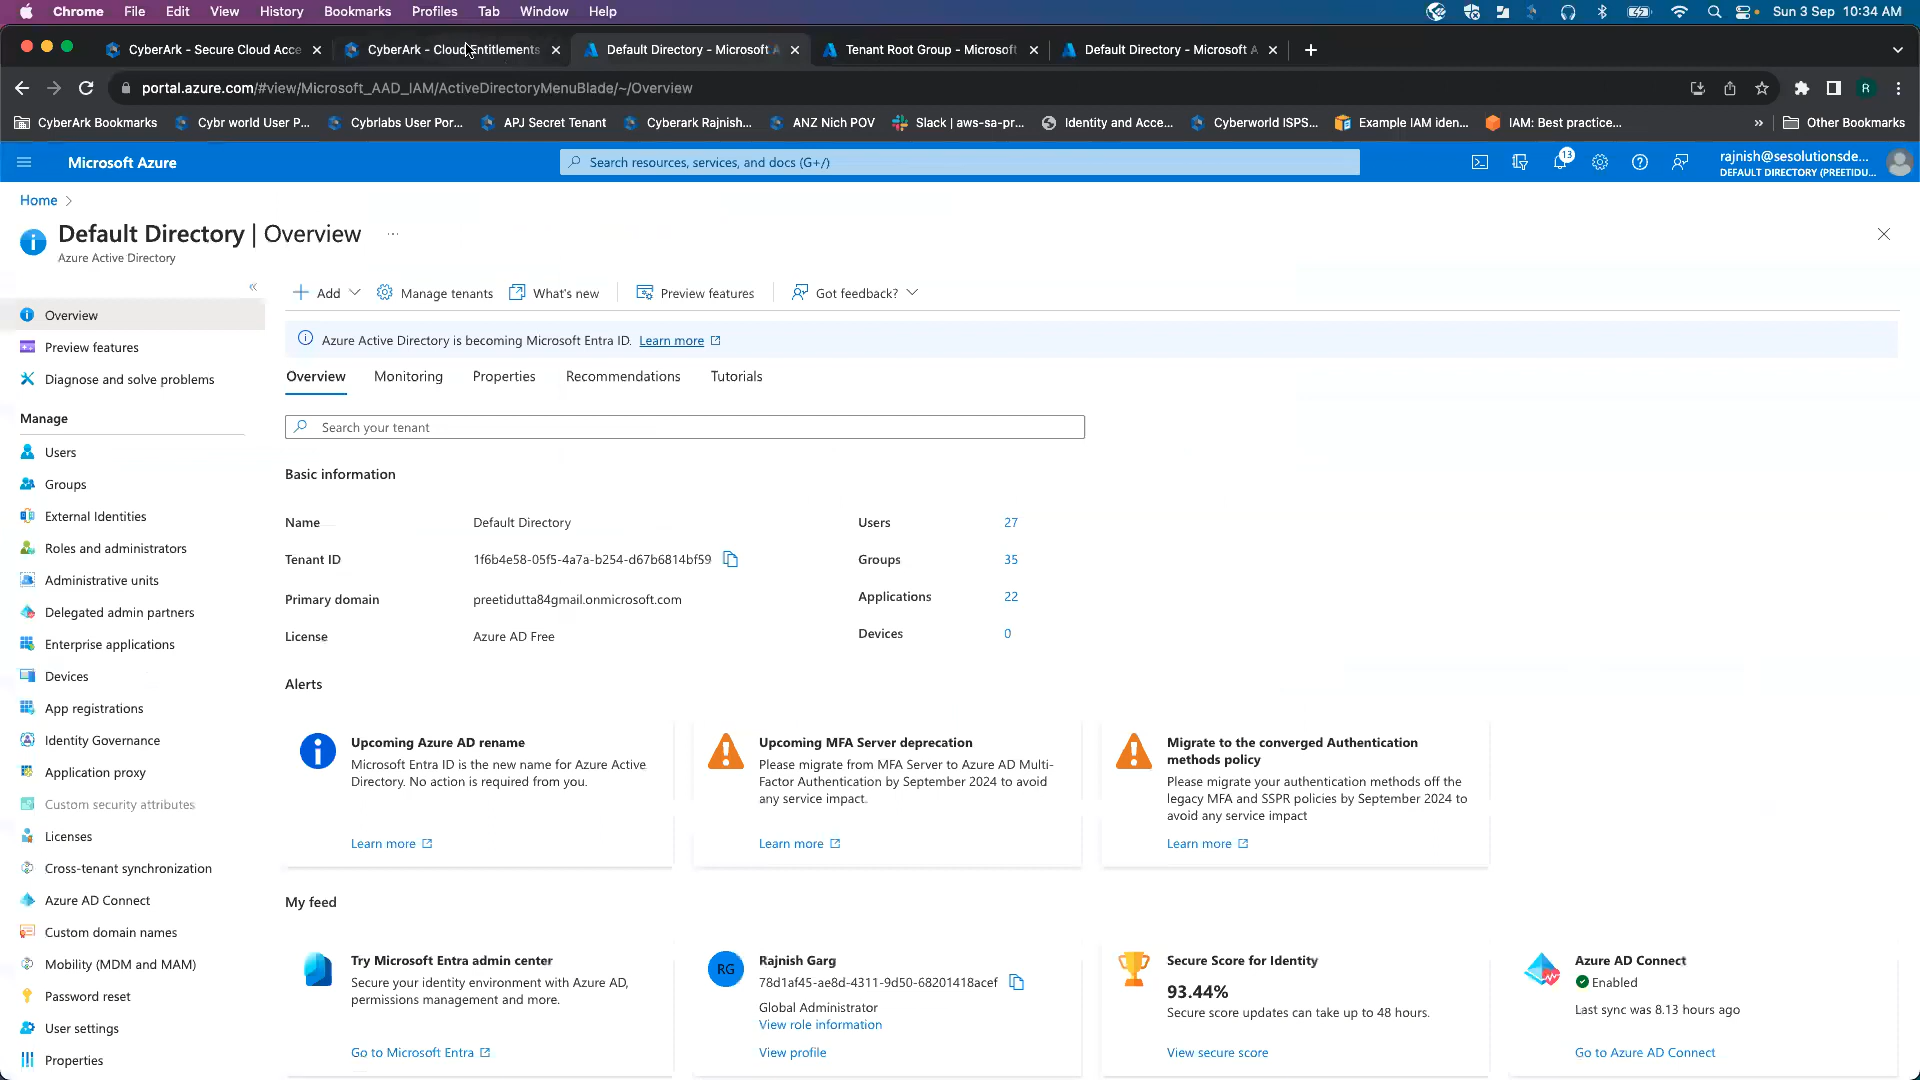 Chrome File Edit View History Bookmarks Profiles Tab Window Help Sun 3 Sep 10:34 AM
CyberArk - Secure Cloud Acce CyberArk - Cloud Entitlements Default Directory - Microsoft A Tenant Root Group - Microsoft Default Directory - Microsoft A
portal.azure.com/#view/Microsoft_AAD_IAM/ActiveDirectoryMenuBlade/~/Overview R
CyberArk Bookmarks Cybr world User P... Cybrlabs User Por... APJ Secret Tenant Cyberark Rajnish... ANZ Nich POV Slack | aws-sa-pr... Identity and Acce... Cyberworld ISPS... Example IAM iden... IAM: Best practice... » Other Bookmarks
Microsoft Azure Search resources, services, and docs (G+/) 13 rajnish@sesolutionsde...
DEFAULT DIRECTORY (PREETIDU...
Home >
Default Directory | Overview ...
Azure Active Directory
«
Add Manage tenants What's new Preview features Got feedback?
Overview
Preview features
Diagnose and solve problems
Manage
Users
Groups
External Identities
Roles and administrators
Administrative units
Delegated admin partners
Enterprise applications
Devices
App registrations
Identity Governance
Application proxy
Custom security attributes
Licenses
Cross-tenant synchronization
Azure AD Connect
Custom domain names
Mobility (MDM and MAM)
Password reset
User settings
Properties
Azure Active Directory is becoming Microsoft Entra ID. Learn more
Overview Monitoring Properties Recommendations Tutorials
Search your tenant
Basic information
Name Default Directory Users 27
Tenant ID 1f6b4e58-05f5-4a7a-b254-d67b6814bf59 Groups 35
Primary domain preetidutta84gmail.onmicrosoft.com Applications 22
License Azure AD Free Devices 0
Alerts
Upcoming Azure AD rename
Microsoft Entra ID is the new name for Azure Active
Directory. No action is required from you.
Learn more
Upcoming MFA Server deprecation
Please migrate from MFA Server to Azure AD Multi-
Factor Authentication by September 2024 to avoid
any service impact.
Learn more
Migrate to the converged Authentication
methods policy
Please migrate your authentication methods off the
legacy MFA and SSPR policies by September 2024 to
avoid any service impact
Learn more
My feed
Try Microsoft Entra admin center
Secure your identity environment with Azure AD,
permissions management and more.
Go to Microsoft Entra
RG
Rajnish Garg
78d1af45-ae8d-4311-9d50-68201418acef
Global Administrator
View role information
View profile
Secure Score for Identity
93.44%
Secure score updates can take up to 48 hours.
View secure score
Azure AD Connect
Enabled
Last sync was 8.13 hours ago
Go to Azure AD Connect